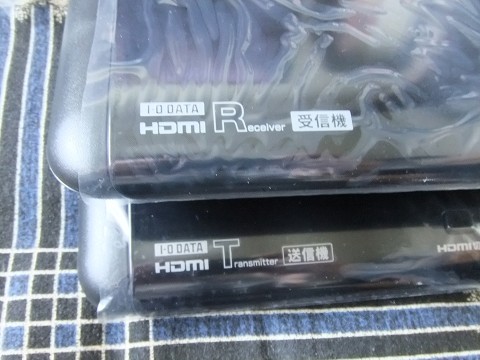 I-O DATA
HDMI Receiver 受信機
I-O DATA
HDMI Transmitter 送信機
HDMI